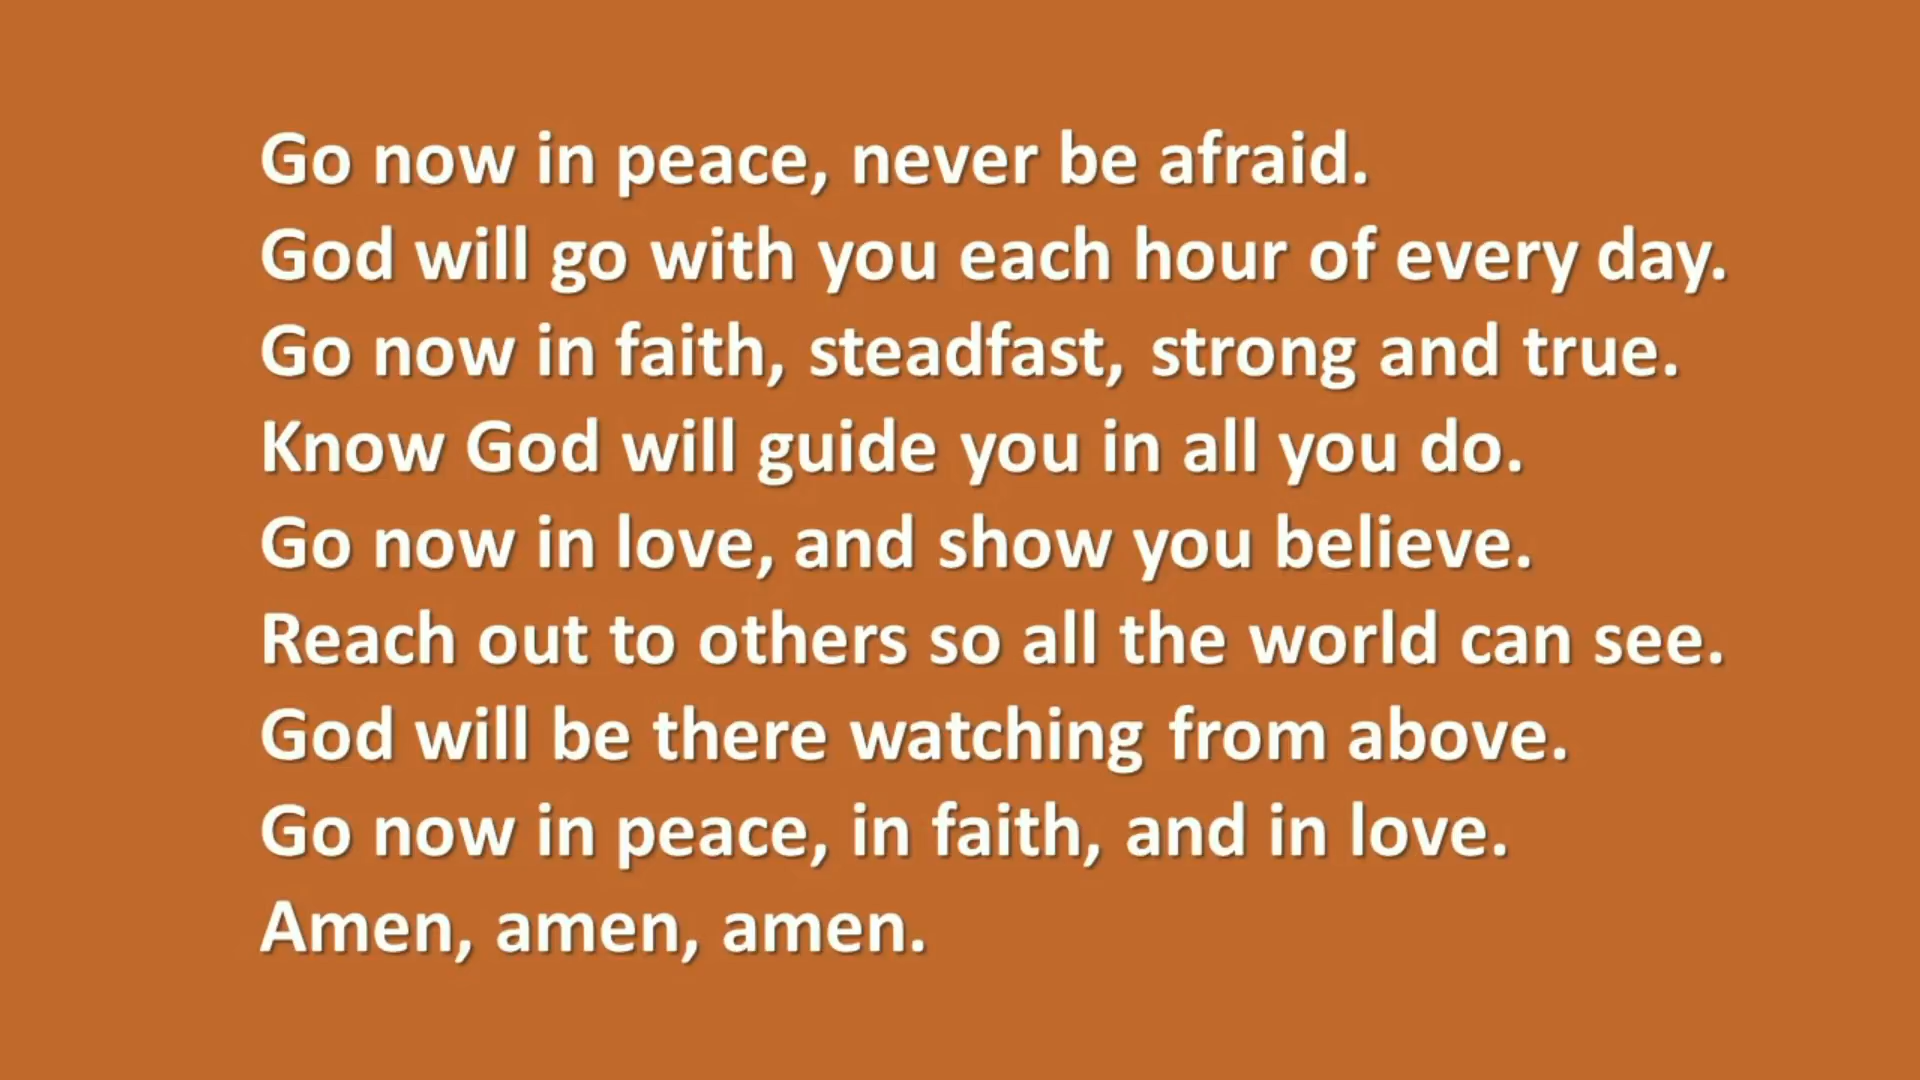 Go now in peace, never be afraid.
God will go with you each hour of every day.
Go now in faith, steadfast, strong and true.
Know God will guide you in all you do.
Go now in love, and show you believe.
Reach out to others so all the world can see.
God will be there watching from above.
Go now in peace, in faith, and in love.
Amen, amen, amen.